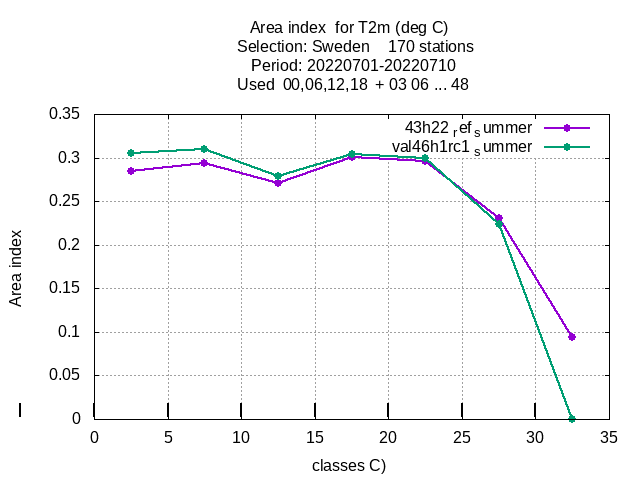 Area index for T2m (deg C)
Selection: Sweden 170 stations
Period: 20220701-20220710
Used 00,06,12,18 + 03 06 ... 48
0.35
43h22 refsummer
0.3
val46h1rc1 summer
0.25
0.2
Area index
0.15
0.1
0.05
0
0 5 10 15 20 25 30 35
classes C)